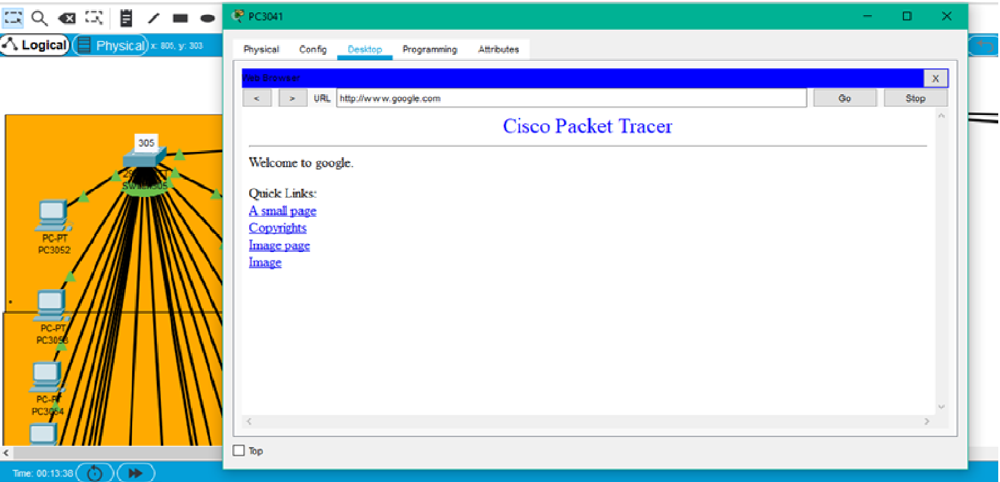 PC3041
Logical
Physical x: 805, y: 303
Physical Config Desktop Programming Attributes
Web Browser
X
< > URL http://www.google.com Go Stop
Cisco Packet Tracer
Welcome to google.
Quick Links:
A small page
Copyrights
Image page
Image
305
Switch305
PC-PT
PC3052
PC-PT
PC3053
PC-PT
PC3054
Top
Time: 00:13:38